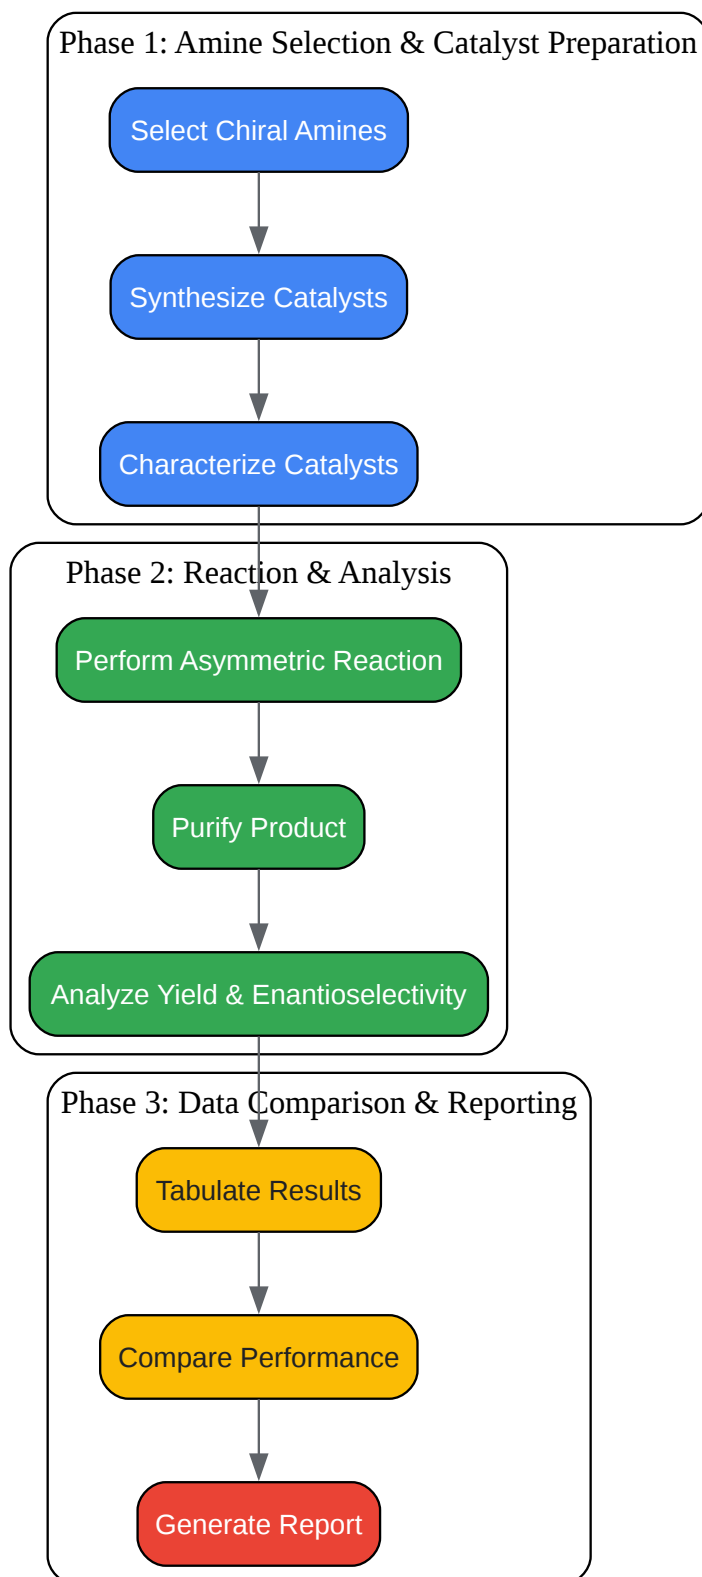 Phase 1: Amine Selection & Catalyst Preparation
Select Chiral Amines
Synthesize Catalysts
Characterize Catalysts
Phase 2: Reaction & Analysis
Perform Asymmetric Reaction
Purify Product
Analyze Yield & Enantioselectivity
Phase 3: Data Comparison & Reporting
Tabulate Results
Compare Performance
Generate Report